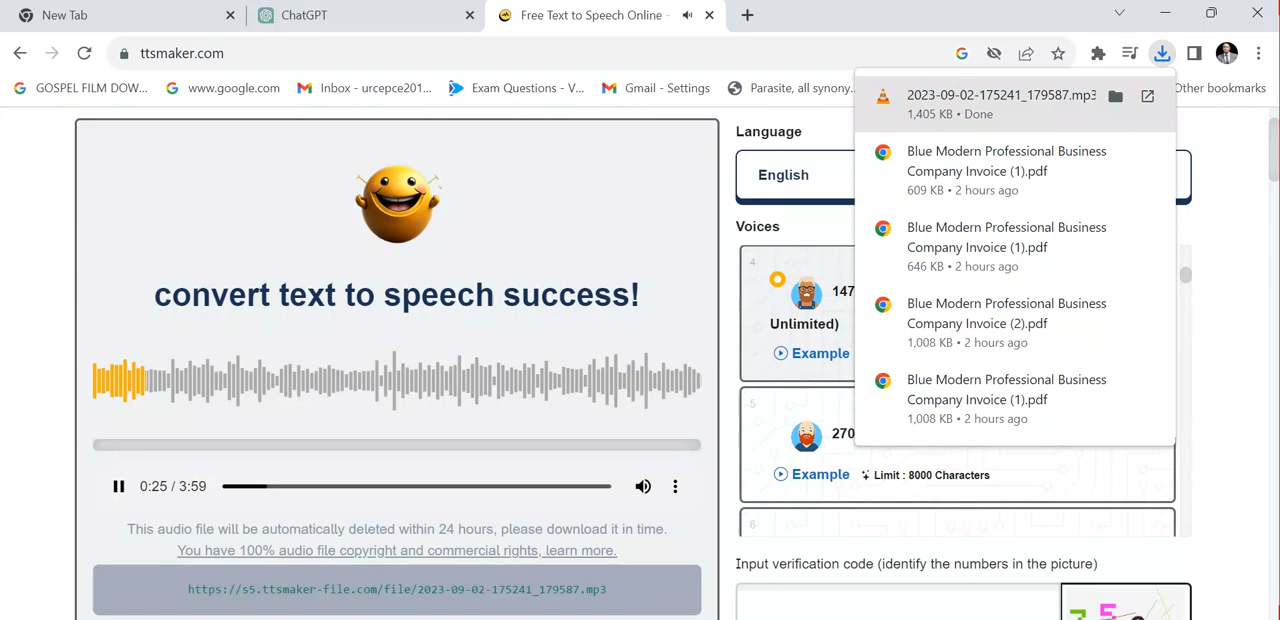 New Tab
ChatGPT
Free Text to Speech Online -
ttsmaker.com
GOSPEL FILM DOW...
www.google.com
Inbox - urcepce201...
Exam Questions - V...
Gmail - Settings
Parasite, all synony...
Other bookmarks
2023-09-02-175241_179587.mp3
1,405 KB • Done
Blue Modern Professional Business
Company Invoice (1).pdf
609 KB • 2 hours ago
Blue Modern Professional Business
Company Invoice (1).pdf
646 KB • 2 hours ago
Blue Modern Professional Business
Company Invoice (2).pdf
1,008 KB • 2 hours ago
Blue Modern Professional Business
Company Invoice (1).pdf
1,008 KB • 2 hours ago
convert text to speech success!
0:25 / 3:59
This audio file will be automatically deleted within 24 hours, please download it in time.
You have 100% audio file copyright and commercial rights, learn more.
https://s5.ttsmaker-file.com/file/2023-09-02-175241_179587.mp3
Language
English
Voices
4
147
Unlimited)
Example
5
270
Example
Limit : 8000 Characters
6
Input verification code (identify the numbers in the picture)